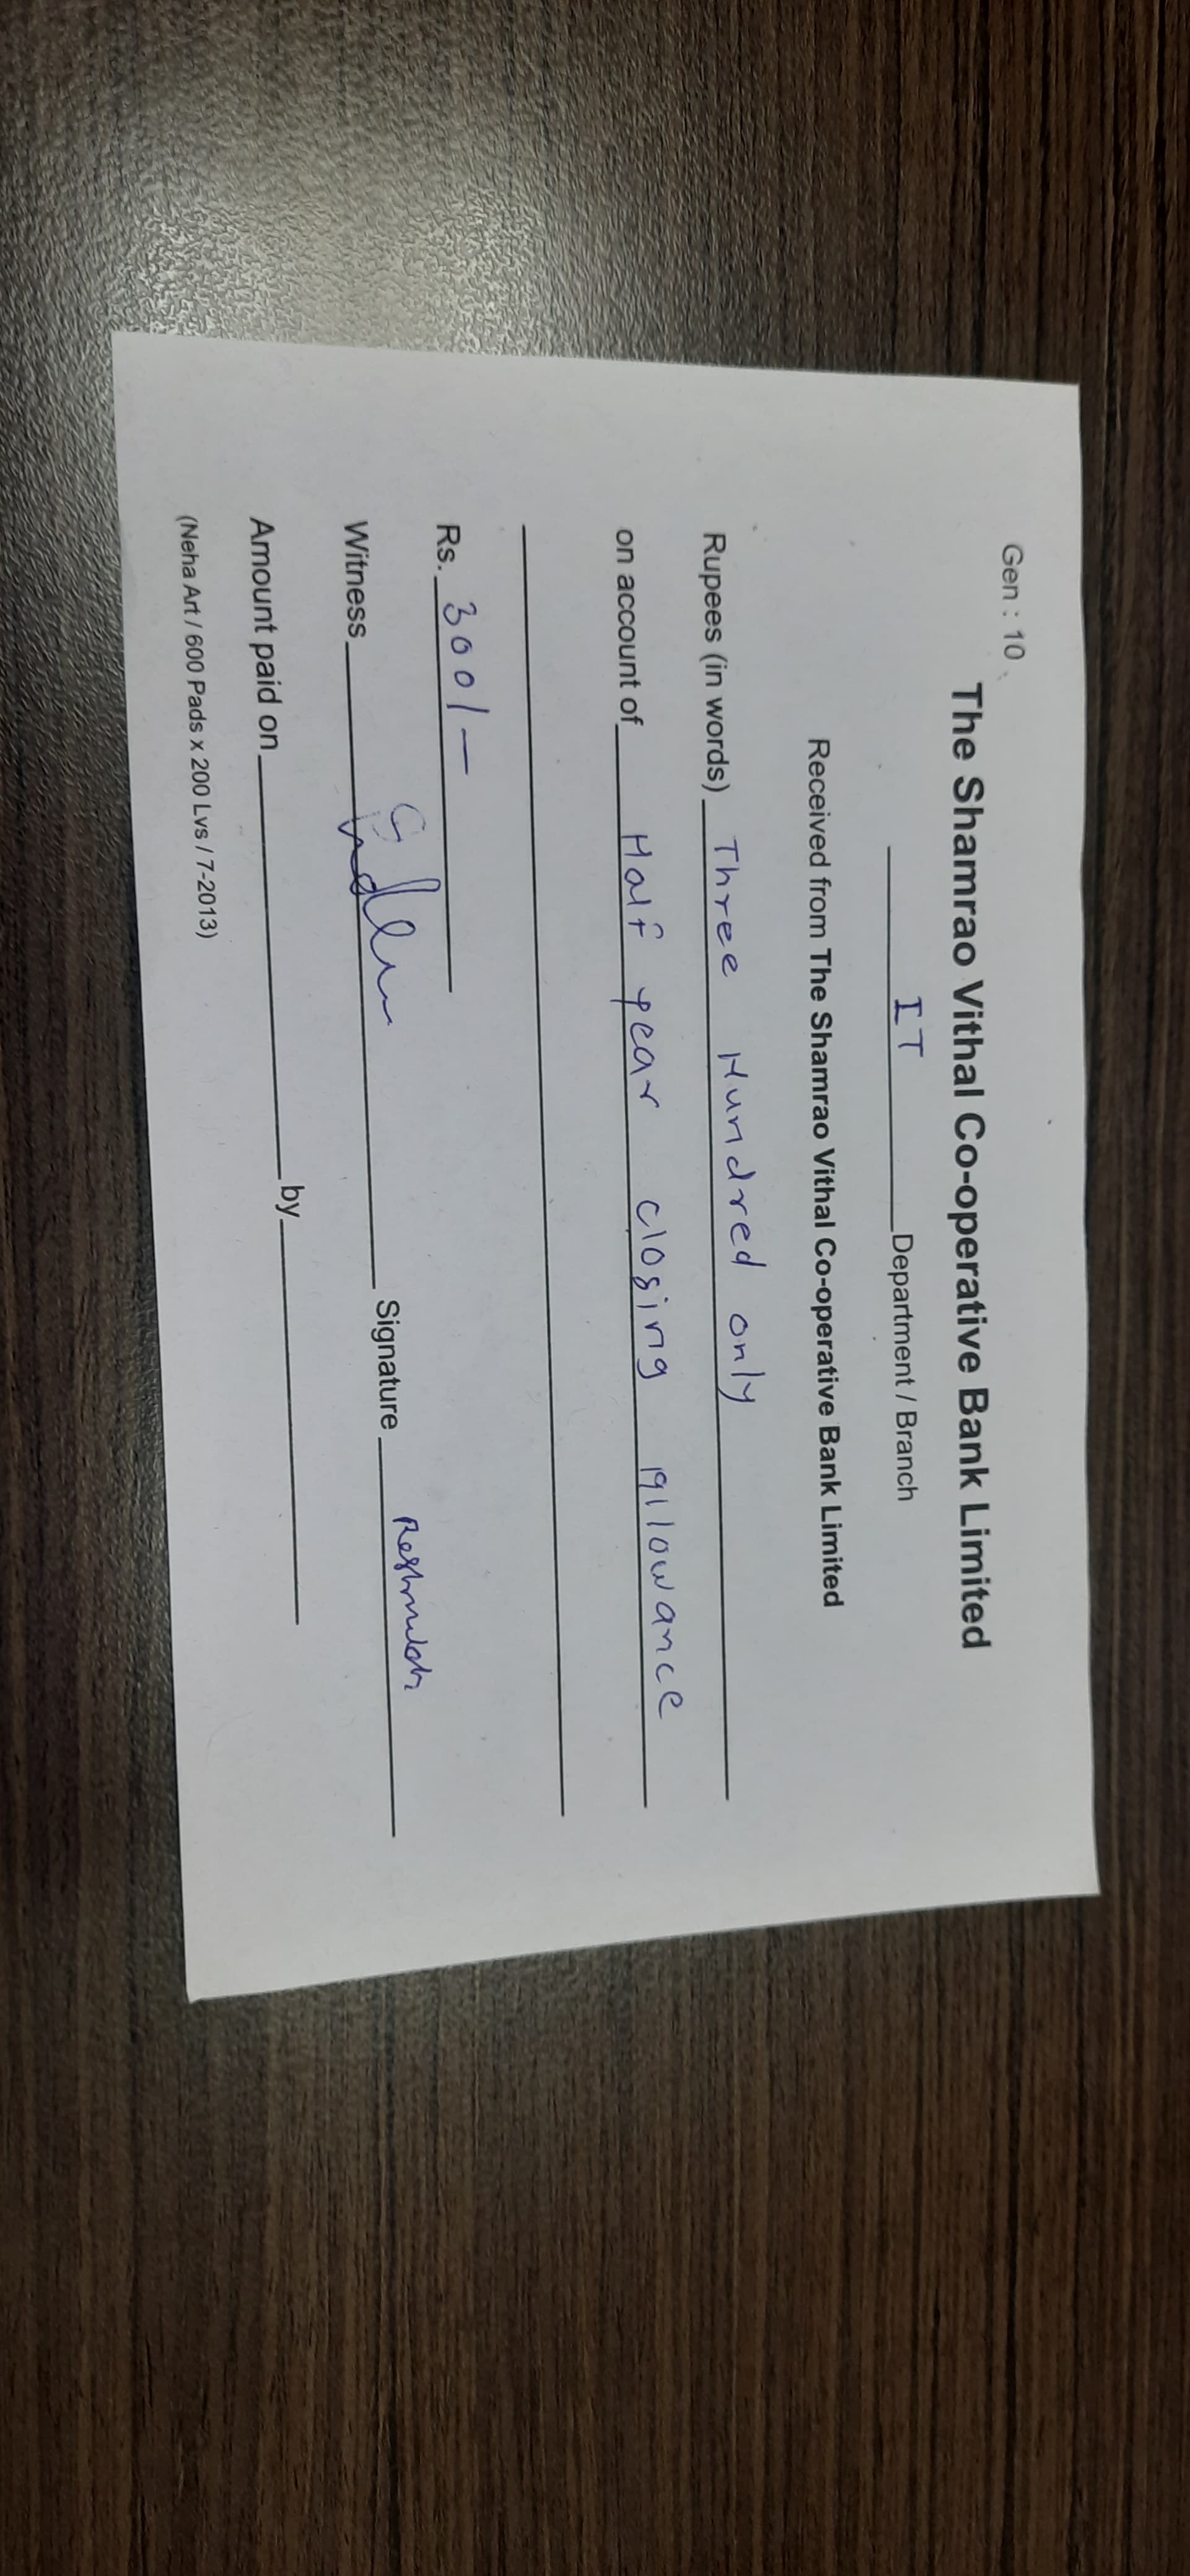 Gen : 10
The Shamrao Vithal Co-operative Bank Limited
IT Department / Branch
Received from The Shamrao Vithal Co-operative Bank Limited
Rupees (in words) Three Hundred only
on account of Half year closing Allowance
Rs. 300/-
Witness Signature
Amount paid on by
(Neha Art / 600 Pads x 200 Lvs / 7-2013)